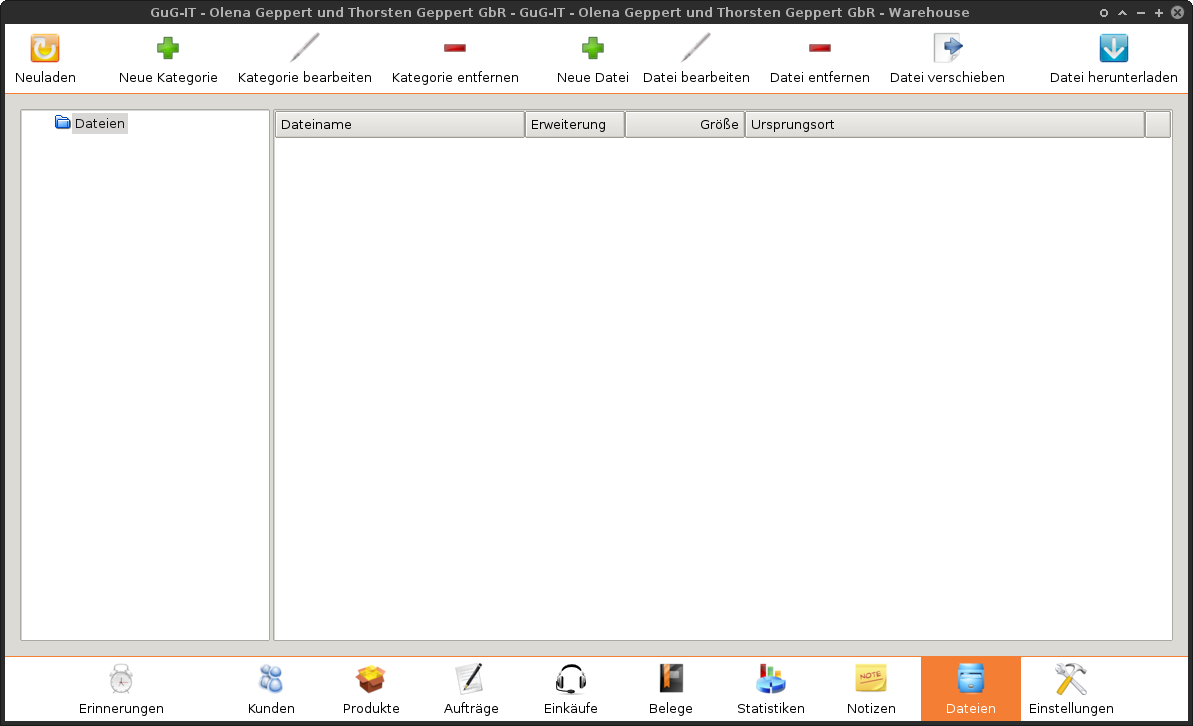 GuG-IT - Olena Geppert und Thorsten Geppert GbR - GuG-IT - Olena Geppert und Thorsten Geppert GbR - Warehouse
Neuladen Neue Kategorie Kategorie bearbeiten Kategorie entfernen Neue Datei Datei bearbeiten Datei entfernen Datei verschieben Datei herunterladen
Dateien
Dateiname Erweiterung Größe Ursprungsort
NOTE
Erinnerungen Kunden Produkte Aufträge Einkäufe Belege Statistiken Notizen Dateien Einstellungen